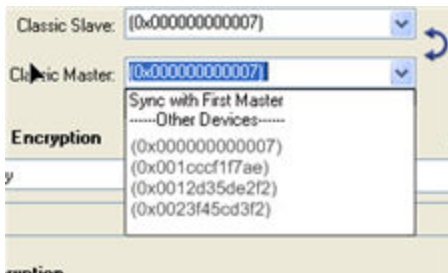 Classic Slave: (0x000000000007)
Classic Master: (0x000000000007)
Sync with First Master
------Other Devices------
Encryption
(0x000000000007)
(0x001cccf1f7ae)
y
(0x0012d35de2f2)
(0x0023f45cd3f2)